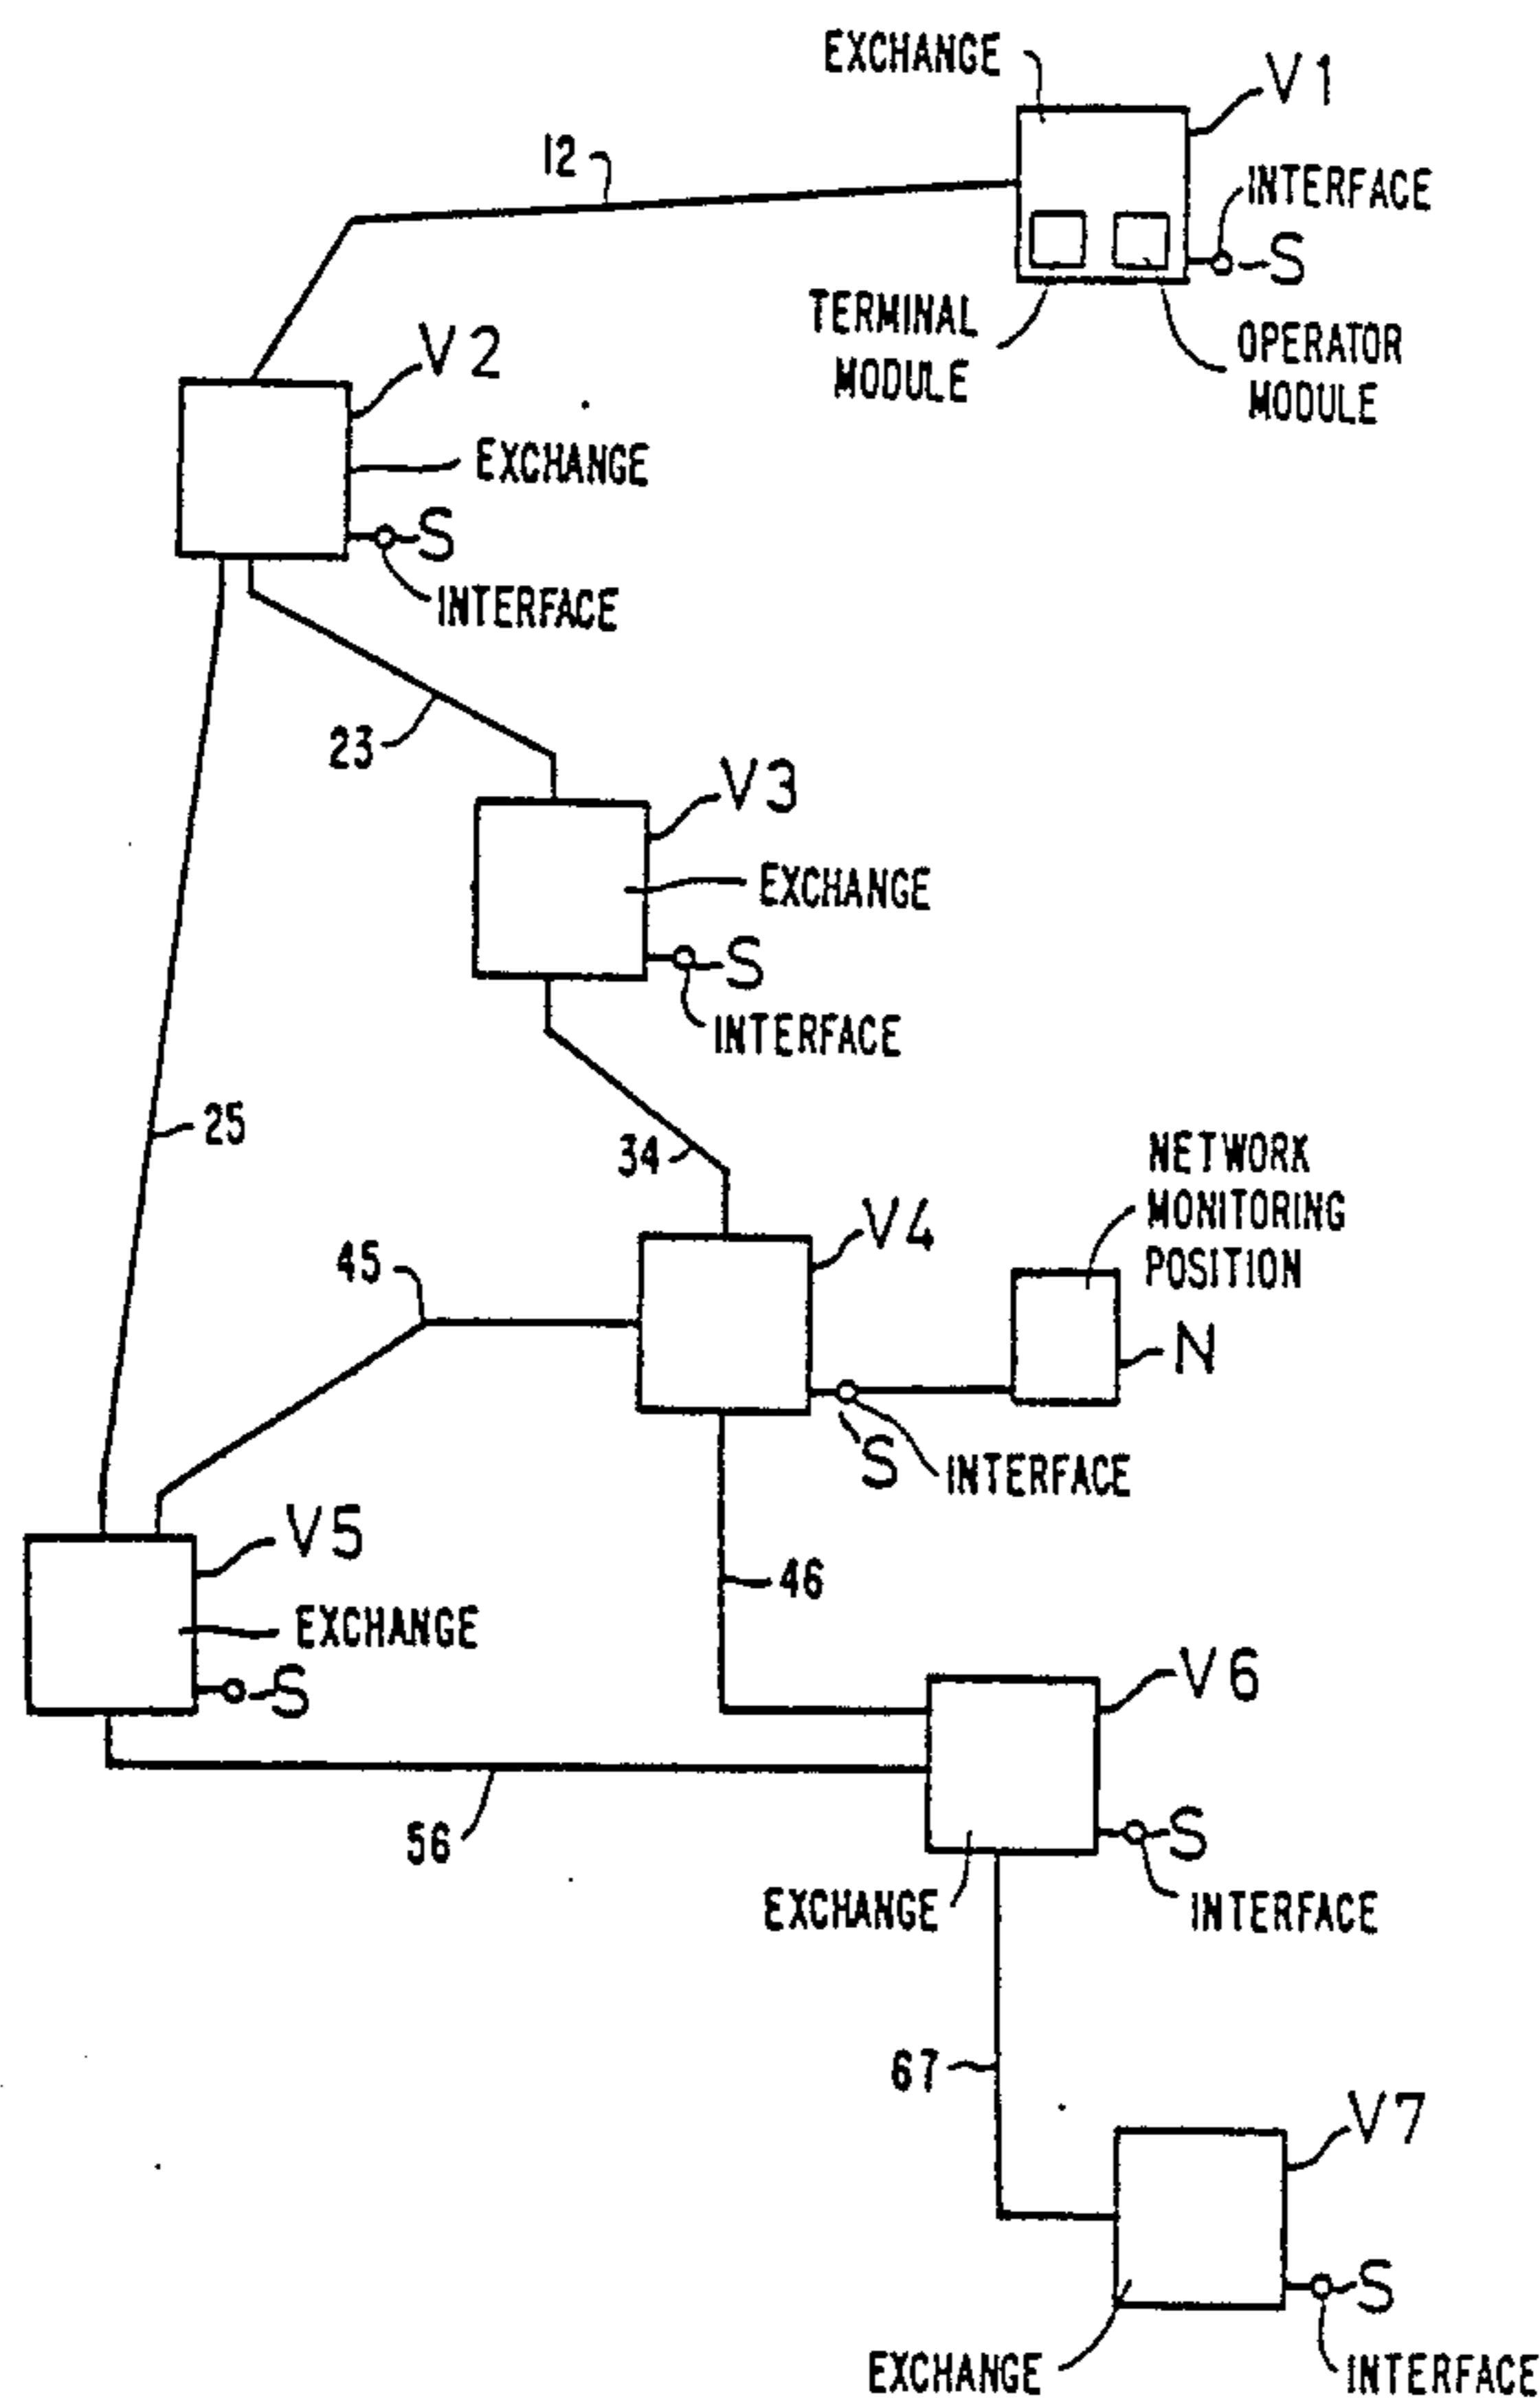 EXCHANGE
V1
12
INTERFACE
S
TERMINAL
MODULE
OPERATOR
MODULE
V2
EXCHANGE
S
INTERFACE
23
V3
EXCHANGE
S
INTERFACE
25
34
NETWORK
MONITORING
POSITION
V4
45
N
S
INTERFACE
V5
46
EXCHANGE
S
V6
56
S
EXCHANGE
INTERFACE
67
V7
S
EXCHANGE
INTERFACE